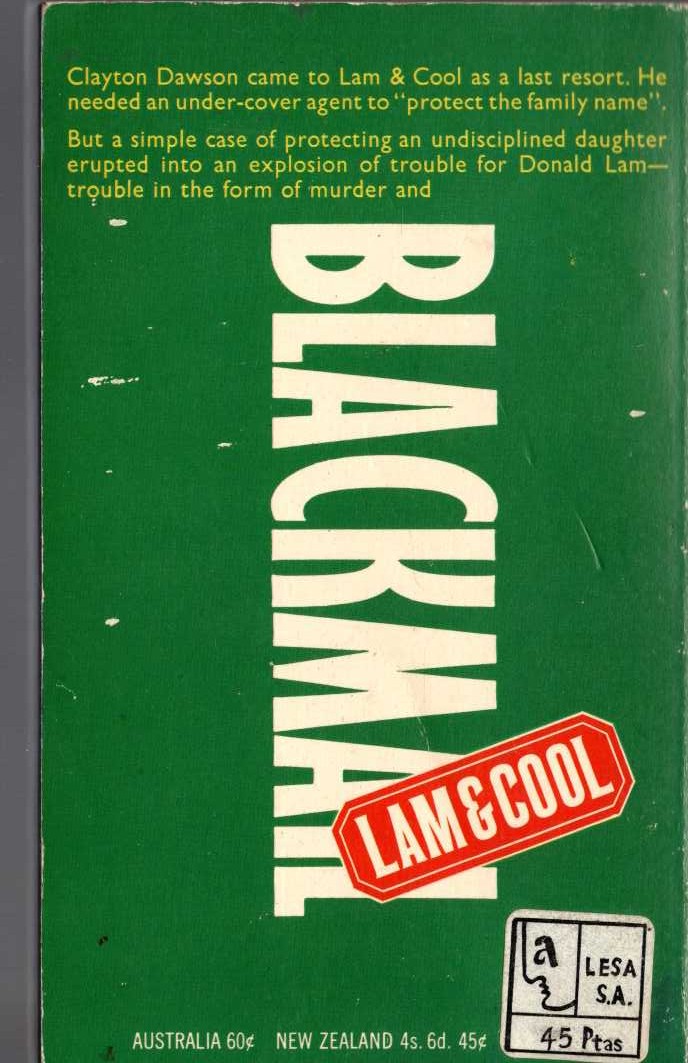 Clayton Dawson came to Lam & Cool as a last resort. He
needed an under-cover agent to “protect the family name”.
But a simple case of protecting an undisciplined daughter
erupted into an explosion of trouble for Donald Lam—
trouble in the form of murder and
BLACKMAIL
LAM & COOL
a
LESA
S.A.
45 Ptas
AUSTRALIA 60¢ NEW ZEALAND 4s. 6d. 45¢